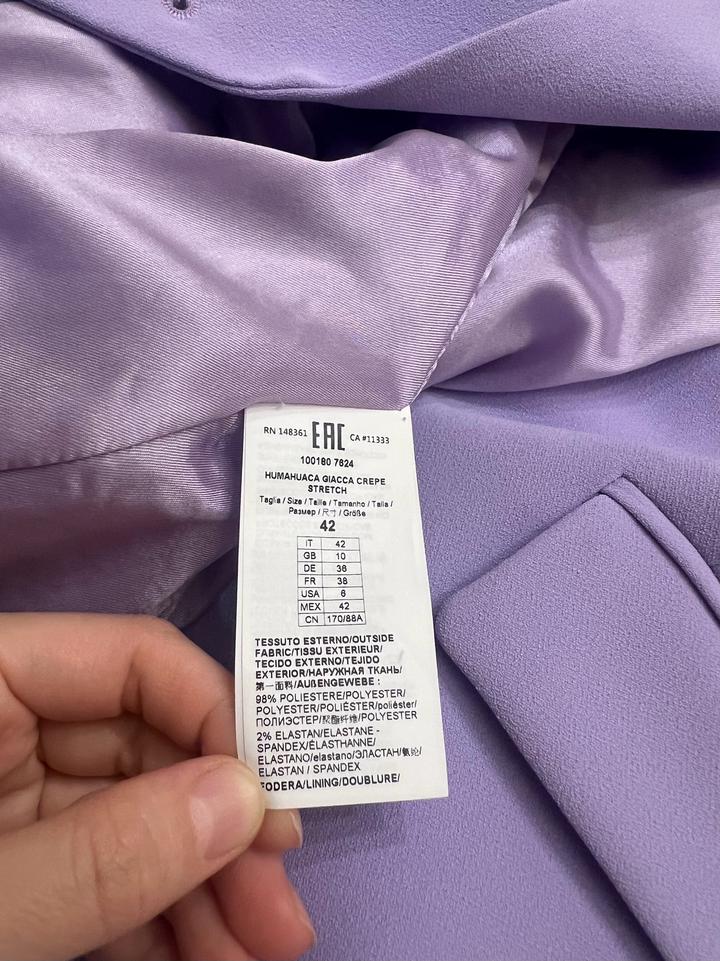 RN 148361 EAC CA #11333
100180 7624
HUMAHUACA GIACCA CREPE
STRETCH
Taglia / Size / Taille / Tamanho / Talla /
Размер / 尺寸 / Größe
42
IT 42
GB 10
DE 36
FR 38
USA 6
MEX 42
CN 170/88A
TESSUTO ESTERNO/OUTSIDE
FABRIC/TISSU EXTERIEUR/
TECIDO EXTERNO/TEJIDO
EXTERIOR/НАРУЖНАЯ ТКАНЬ/
第一面料/AUßENGEWEBE :
98% POLIESTERE/POLYESTER/
POLYESTER/POLIÉSTER/poliéster/
ПОЛИЭСТЕР/聚酯纤维/POLYESTER
2% ELASTAN/ELASTANE -
SPANDEX/ÉLASTHANNE/
ELASTANO/elastano/ЭЛАСТАН/氨纶/
ELASTAN / SPANDEX
FODERA/LINING/DOUBLURE/